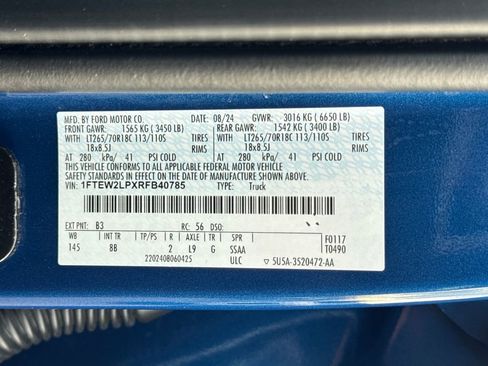 MFD. BY FORD MOTOR CO. 08/24 GVWR: 3016 KG ( 6650 LB)
FRONT GAWR: 1565 KG ( 3450 LB) REAR GAWR: 1542 KG ( 3400 LB)
LT265/70R18C 113/110S TIRES LT265/70R18C 113/110S TIRES
18x8.5J RIMS 18x8.5J RIMS
AT 280 kPa/ 41 PSI COLD AT 280 kPa/ 41 PSI COLD
THIS VEHICLE CONFORMS TO ALL APPLICABLE FEDERAL MOTOR VEHICLE
SAFETY STANDARDS IN EFFECT ON THE DATE OF MANUFACTURE SHOWN ABOVE.
VIN: 1FTEW2LPXRFB40785 TYPE: Truck
EXT PNT: B3 RC: 56 DSO:
WB INT TR TP/PS R AXLE TR SPR F0117
145 8B 2 L9 G SSAA T0490
2202408060425 ULC 5U5A-3520472-AA